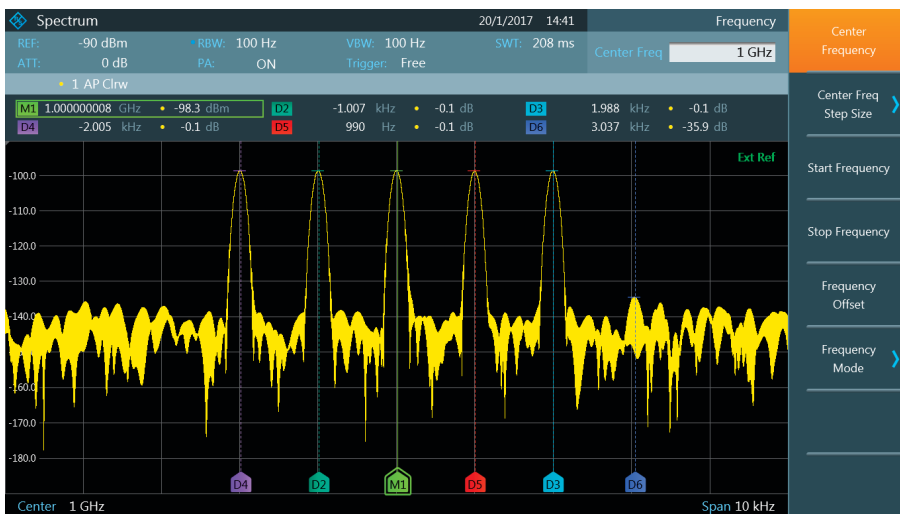 Spectrum 20/1/2017 14:41 Frequency
REF: -90 dBm RBW: 100 Hz VBW: 100 Hz SWT: 208 ms
ATT: 0 dB PA: ON Trigger: Free
Center Freq 1 GHz
1 AP Clrw
M1 1.000000008 GHz • -98.3 dBm D2 -1.007 kHz • -0.1 dB D3 1.988 kHz • -0.1 dB
D4 -2.005 kHz • -0.1 dB D5 990 Hz • -0.1 dB D6 3.037 kHz • -35.9 dB
Ext Ref
-100.0
-110.0
-120.0
-130.0
-140.0
-160.0
-170.0
-180.0
D4 D2 M1 D5 D3 D6
Center 1 GHz Span 10 kHz
Center
Frequency
Center Freq
Step Size
Start Frequency
Stop Frequency
Frequency
Offset
Frequency
Mode